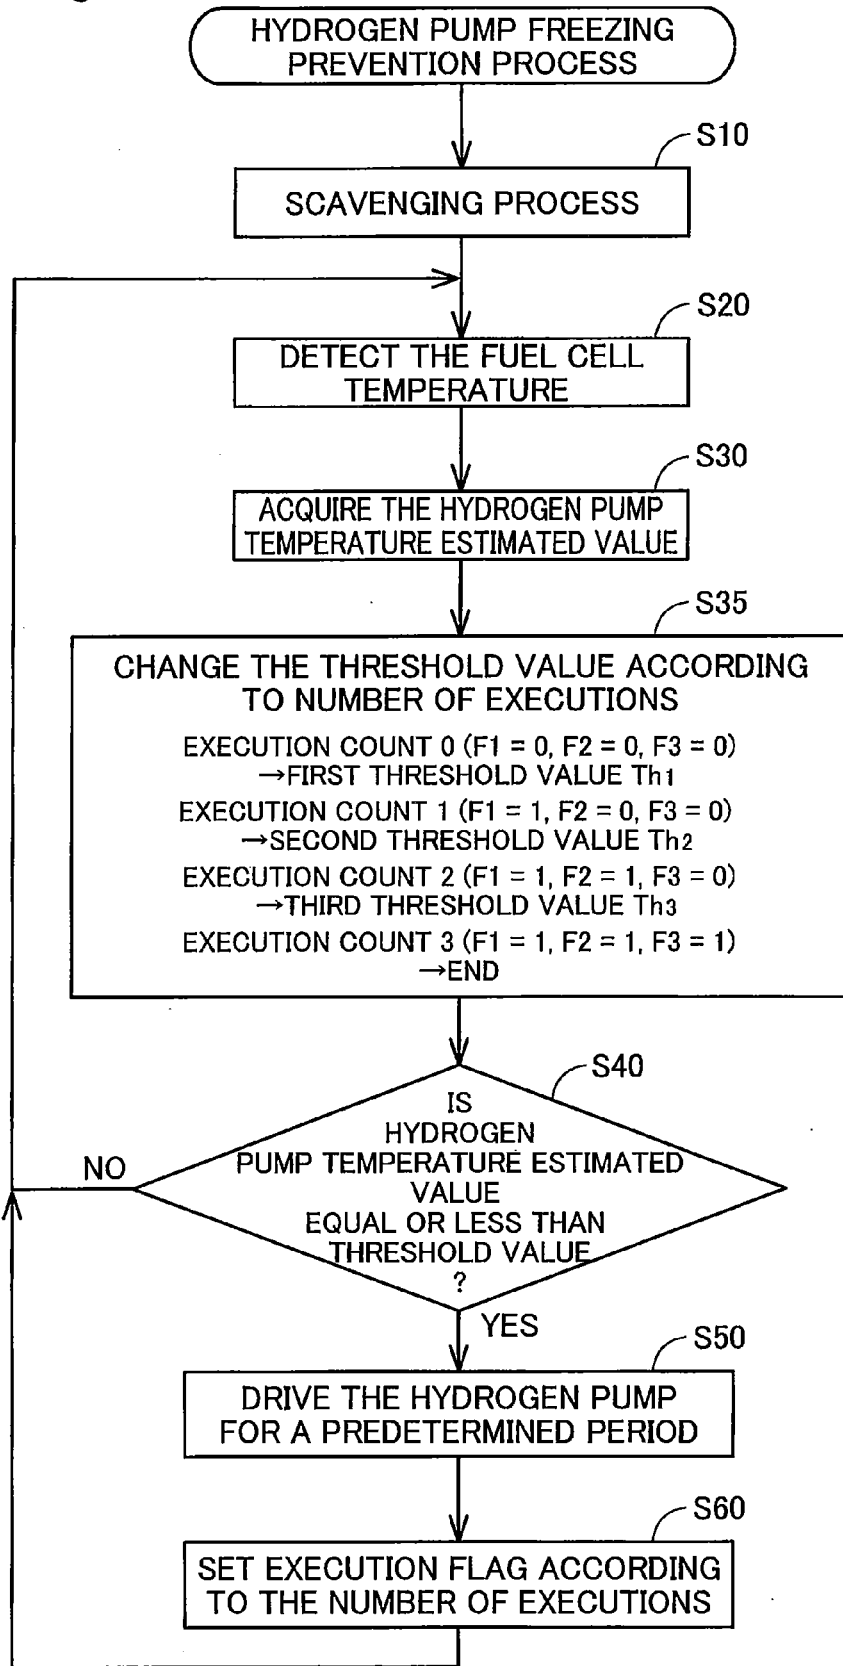 HYDROGEN PUMP FREEZING
PREVENTION PROCESS
S10
SCAVENGING PROCESS
S20
DETECT THE FUEL CELL
TEMPERATURE
S30
ACQUIRE THE HYDROGEN PUMP
TEMPERATURE ESTIMATED VALUE
S35
CHANGE THE THRESHOLD VALUE ACCORDING
TO NUMBER OF EXECUTIONS
EXECUTION COUNT 0 (F1 = 0, F2 = 0, F3 = 0)
→FIRST THRESHOLD VALUE Th1
EXECUTION COUNT 1 (F1 = 1, F2 = 0, F3 = 0)
→SECOND THRESHOLD VALUE Th2
EXECUTION COUNT 2 (F1 = 1, F2 = 1, F3 = 0)
→THIRD THRESHOLD VALUE Th3
EXECUTION COUNT 3 (F1 = 1, F2 = 1, F3 = 1)
→END
S40
IS
HYDROGEN
PUMP TEMPERATURE ESTIMATED
VALUE
EQUAL OR LESS THAN
THRESHOLD VALUE
?
NO
YES
S50
DRIVE THE HYDROGEN PUMP
FOR A PREDETERMINED PERIOD
S60
SET EXECUTION FLAG ACCORDING
TO THE NUMBER OF EXECUTIONS